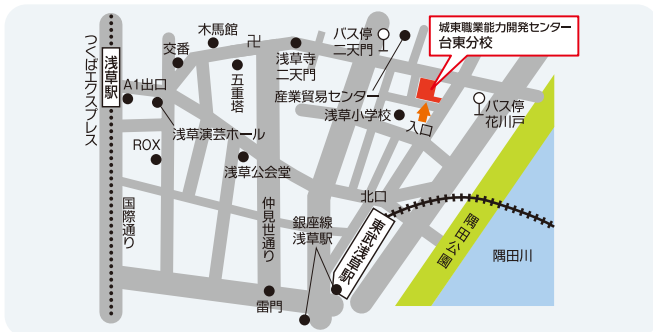 木馬館
卍
バス停
二天門
城東職業能力開発センター
台東分校
交番
浅草寺
二天門
つくばエクスプレス
浅草駅
A1出口
五重塔
産業貿易センター
浅草小学校
入口
バス停
花川戸
浅草演芸ホール
ROX
浅草公会堂
北口
国際通り
仲見世通り
銀座線
浅草駅
東武浅草駅
隅田公園
隅田川
雷門